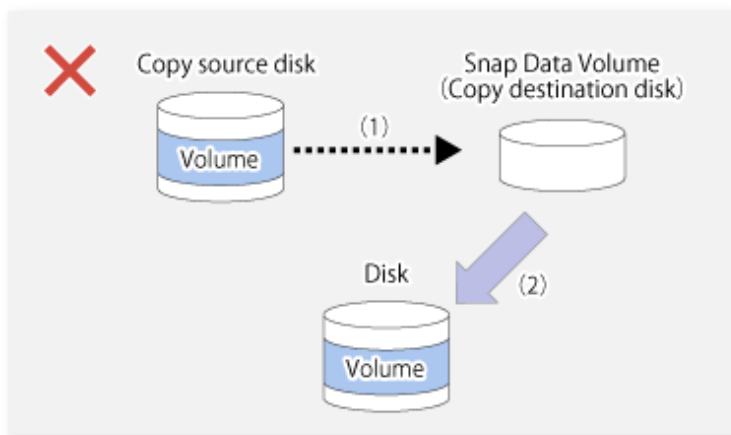 Copy source disk
Snap Data Volume
(Copy destination disk)
(1)
Volume
(2)
Disk
Volume